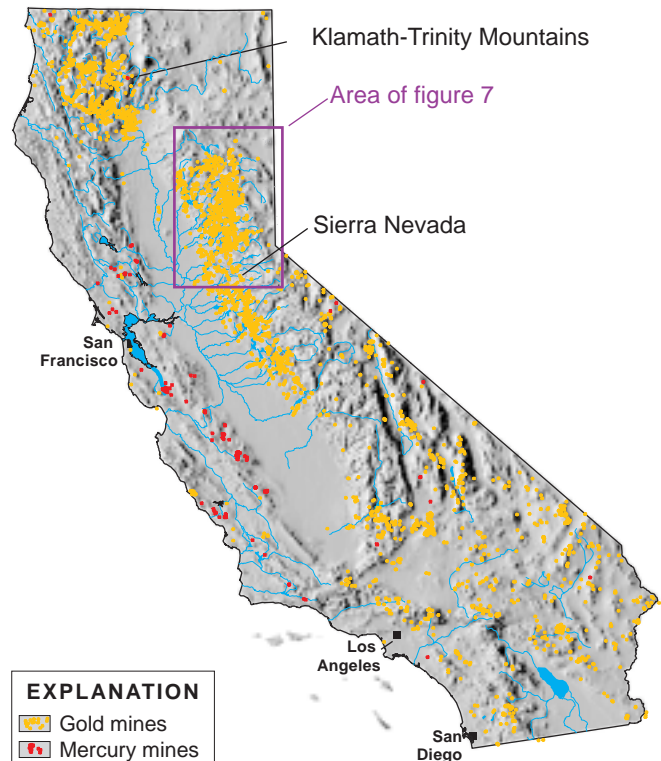 Klamath-Trinity Mountains
Area of figure 7
Sierra Nevada
San
Francisco
Los
Angeles
San
Diego
EXPLANATION
Gold mines
Mercury mines